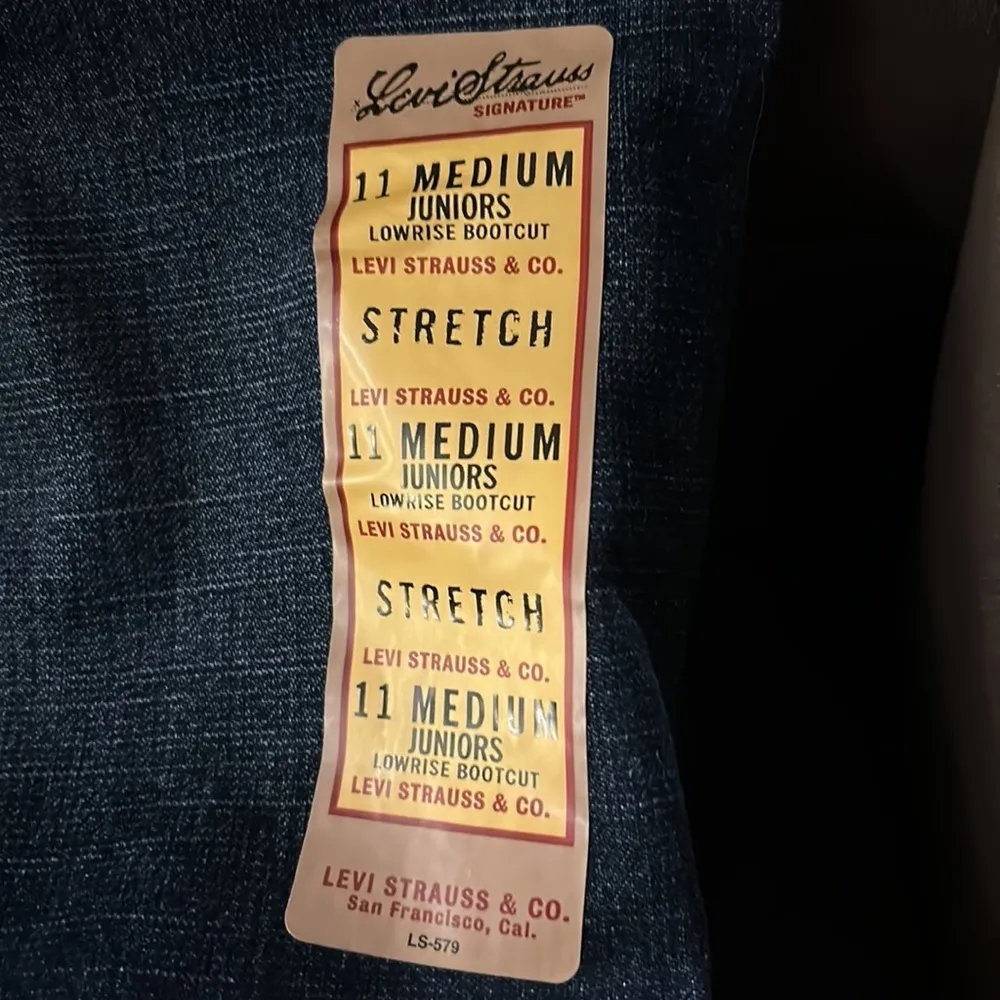 Levi Strauss
SIGNATURE™
11 MEDIUM
JUNIORS
LOWRISE BOOTCUT
LEVI STRAUSS & CO.
STRETCH
LEVI STRAUSS & CO.
11 MEDIUM
JUNIORS
LOWRISE BOOTCUT
LEVI STRAUSS & CO.
STRETCH
LEVI STRAUSS & CO.
11 MEDIUM
JUNIORS
LOWRISE BOOTCUT
LEVI STRAUSS & CO.
LEVI STRAUSS & CO.
San Francisco, Cal.
LS-579